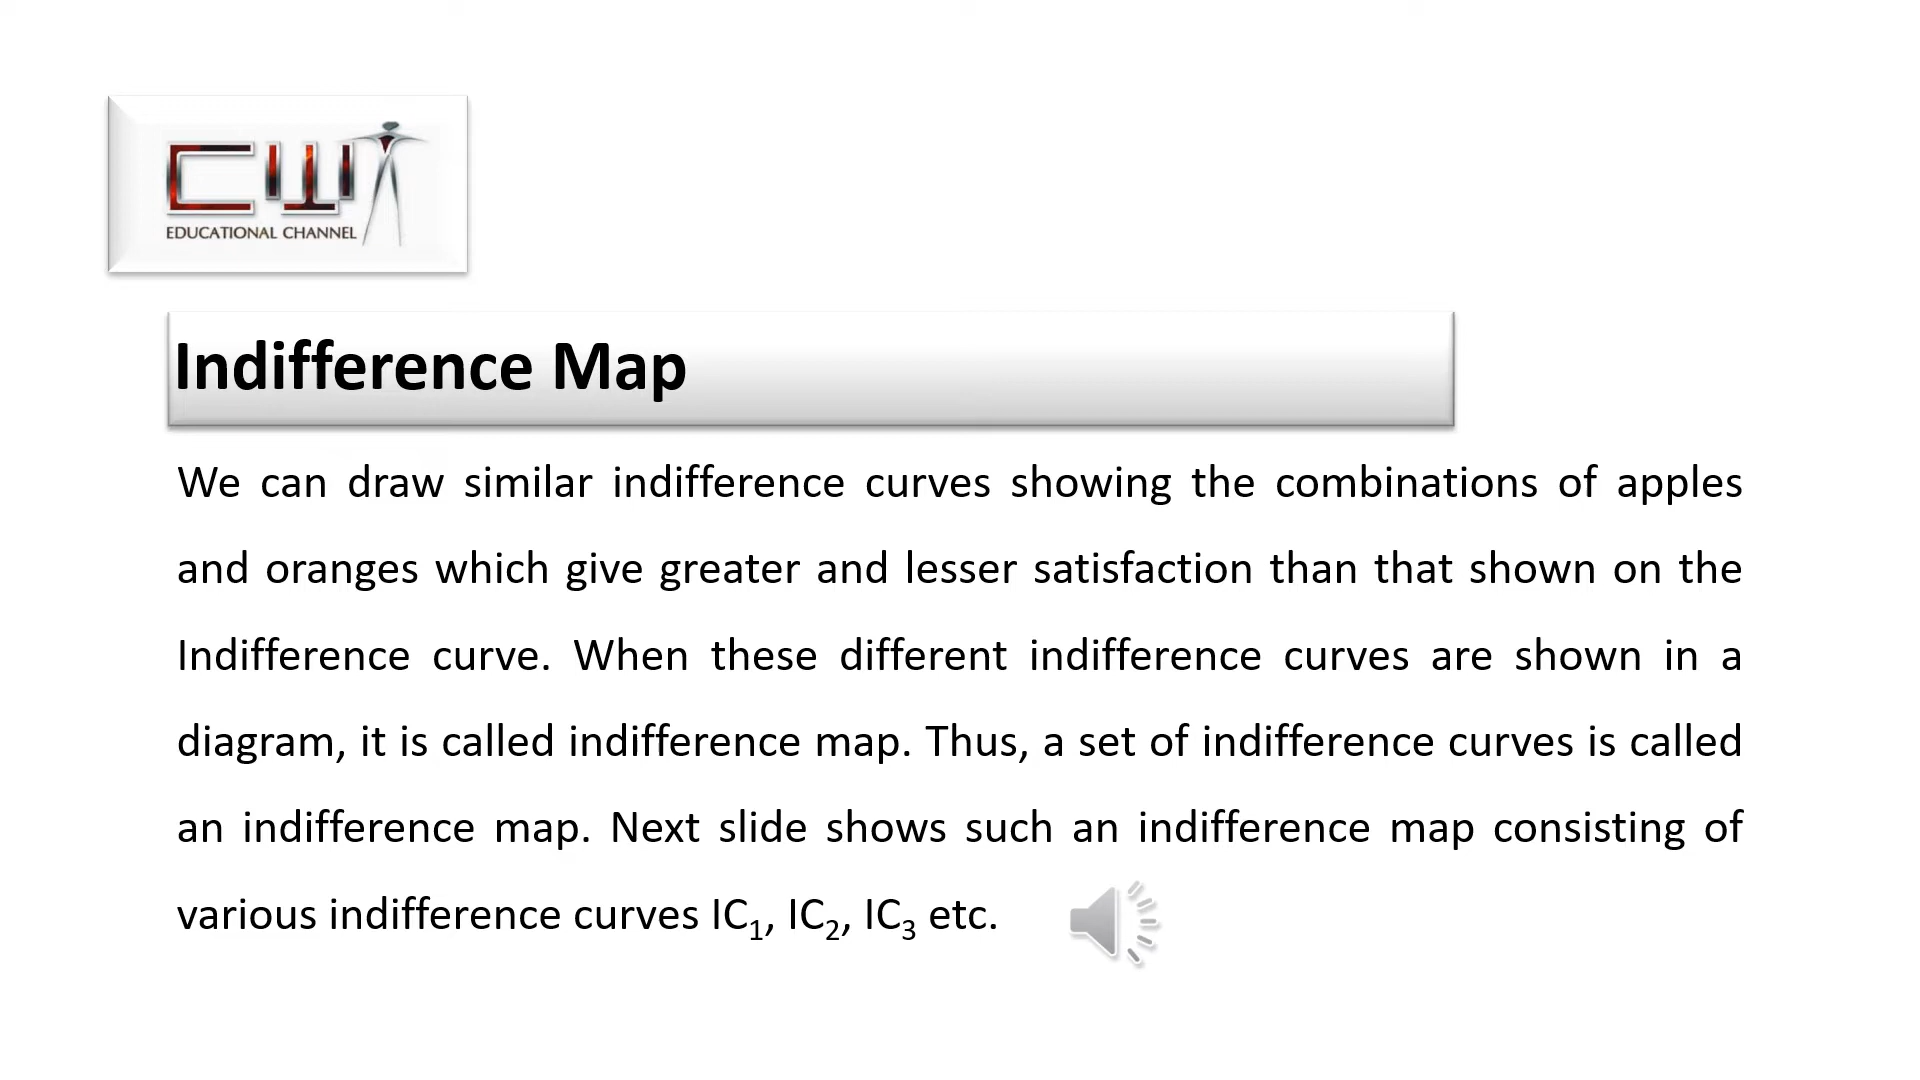 CW
EDUCATIONAL CHANNEL
Indifference Map
We can draw similar indifference curves showing the combinations of apples
and oranges which give greater and lesser satisfaction than that shown on the
Indifference curve. When these different indifference curves are shown in a
diagram, it is called indifference map. Thus, a set of indifference curves is called
an indifference map. Next slide shows such an indifference map consisting of
various indifference curves IC₁, IC₂, IC₃ etc.